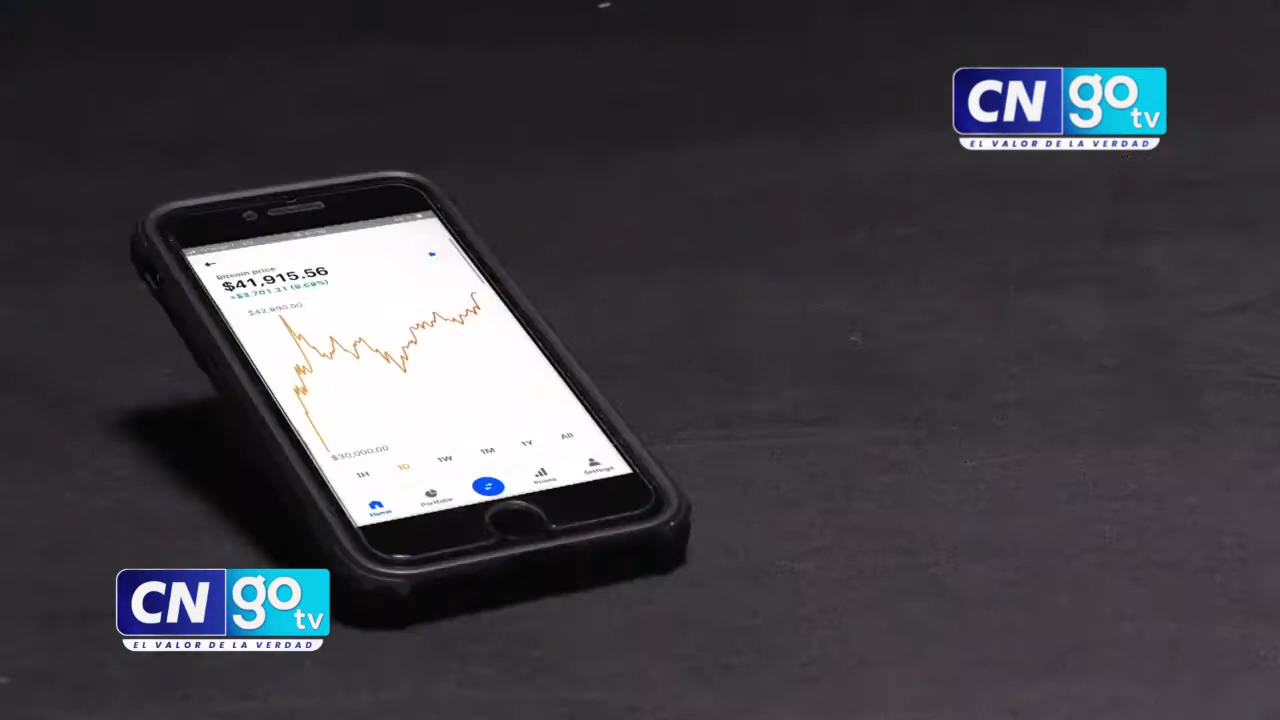 CN go tv
EL VALOR DE LA VERDAD
Bitcoin price
$41,915.56
$42,990.00
$30,000.00
1H 1D 1W 1M 1Y All
Home Portfolio Prices Settings
CN go tv
EL VALOR DE LA VERDAD